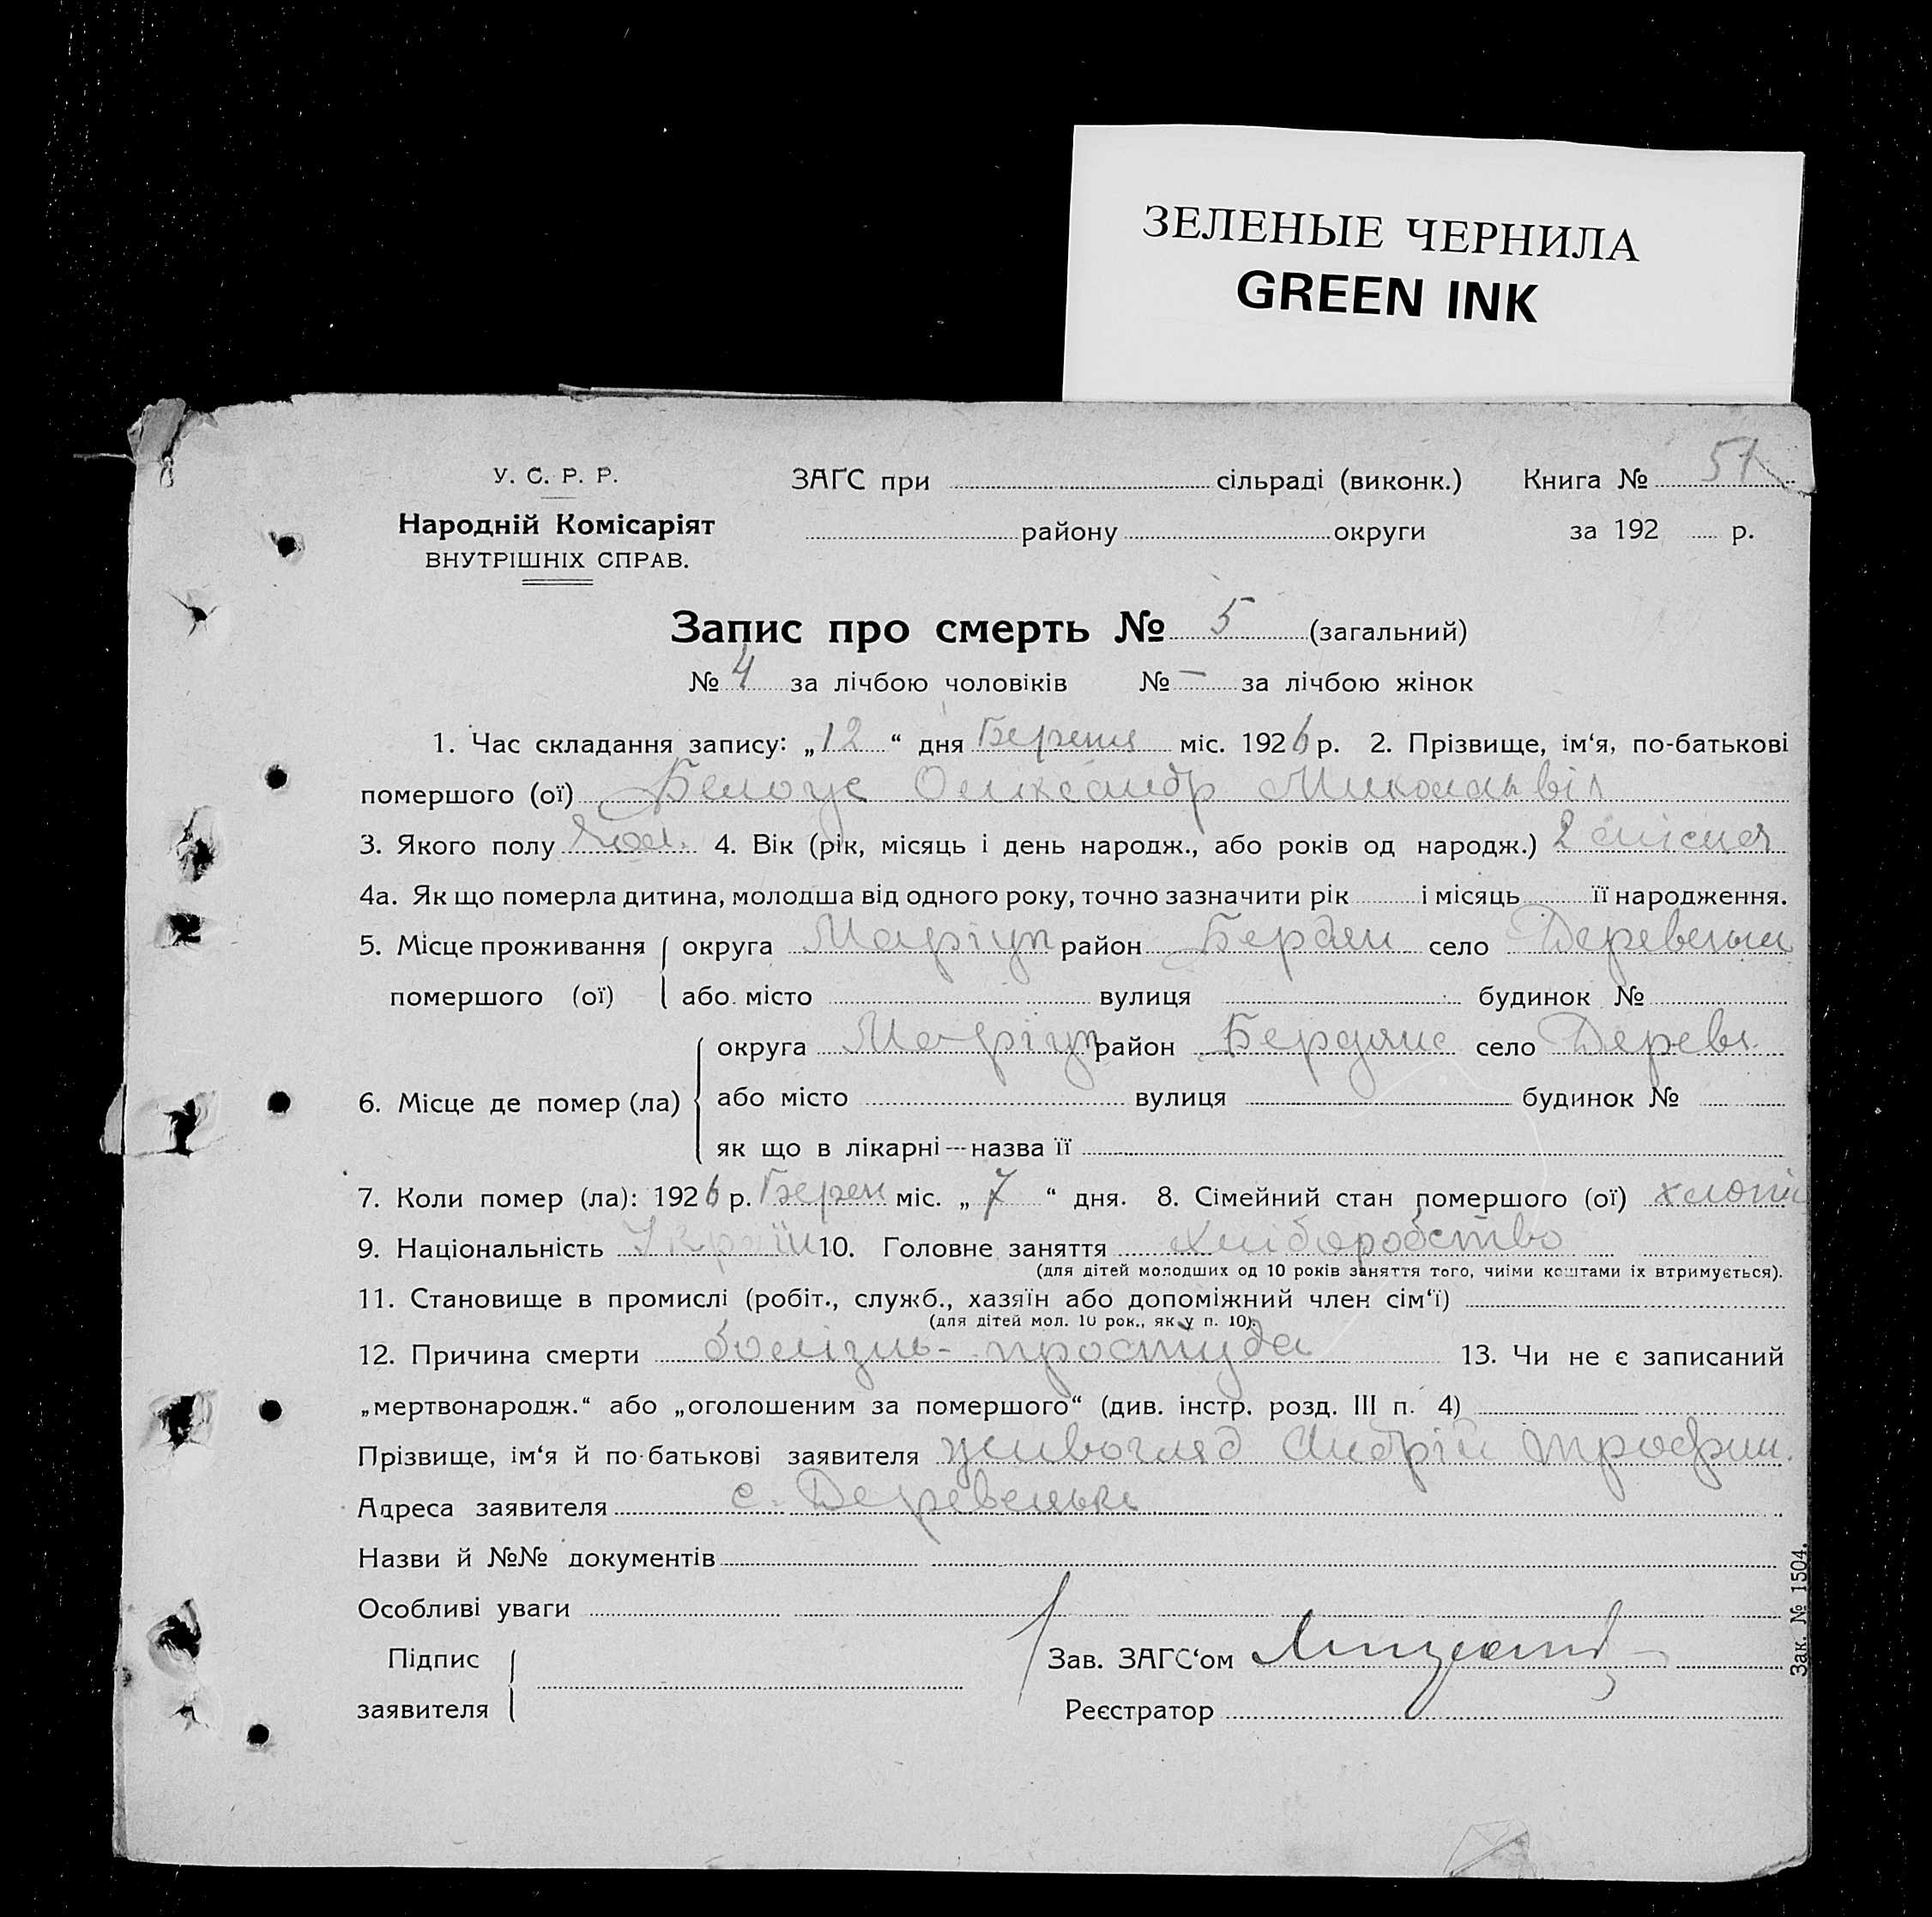 ЗЕЛЕНЫЕ ЧЕРНИЛА
GREEN INK
У. С. Р. Р.
ЗАГС при сільраді (виконк.) Книга № 51
Народній Комісаріят
району округи за 192 р.
ВНУТРІШНІХ СПРАВ.
Запис про смерть № 5 (загальний)
№ 4 за лічбою чоловіків № – за лічбою жінок
1. Час складання запису: „12“ дня Березня міс. 1926 р. 2. Прізвище, ім‘я, по-батькові
помершого (ої) Белоус Олександр
3. Якого полу 4. Вік (рік, місяць і день народж., або років од народж.) 2 місяця
4а. Як що померла дитина, молодша від одного року, точно зазначити рік і місяць її народження.
5. Місце проживання округа Маріуп район Бердян село
помершого (ої) або місто вулиця будинок №
округа Маріуп район Бердянс село Дерев
6. Місце де помер (ла) або місто вулиця будинок №
як що в лікарні—назва її
7. Коли помер (ла): 1926 р. Берез міс. „7“ дня. 8. Сімейний стан помершого (ої)
9. Національність Україн 10. Головне заняття хліборобство
(для дітей молодших од 10 років заняття того, чиїми коштами їх втримується).
11. Становище в промислі (робіт., служб., хазяїн або допоміжний член сім‘ї)
(для дітей мол. 10 рок., як у п. 10).
12. Причина смерти болізнь- простуда 13. Чи не є записаний
„мертвонародж.“ або „оголошеним за помершого“ (див. інстр. розд. III п. 4)
Прізвище, ім‘я й по-батькові заявителя Живогляд Андрій Трофим.
Адреса заявителя с. Деревецьке
Назви й №№ документів
Особливі уваги
Підпис Зав. ЗАГС‘ом
заявителя Реєстратор
Зак. № 1504.